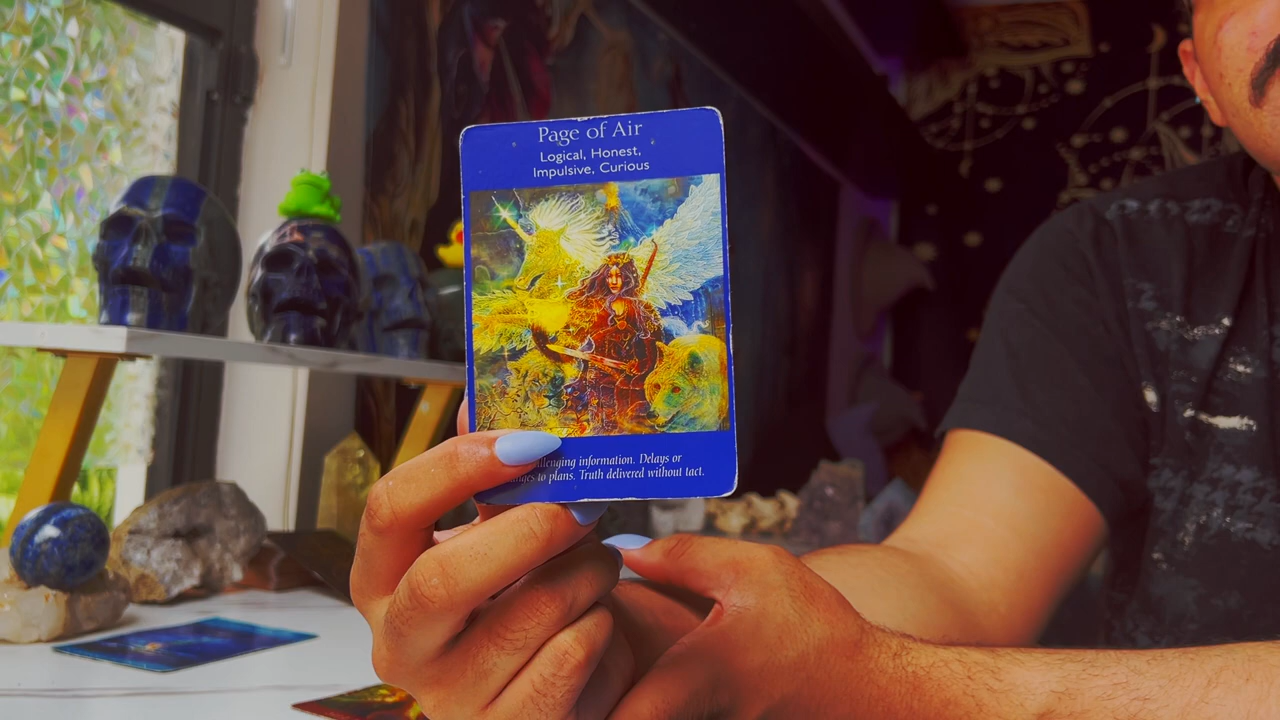 Page of Air
Logical, Honest,
Impulsive, Curious
information. Delays or
to plans. Truth delivered without tact.